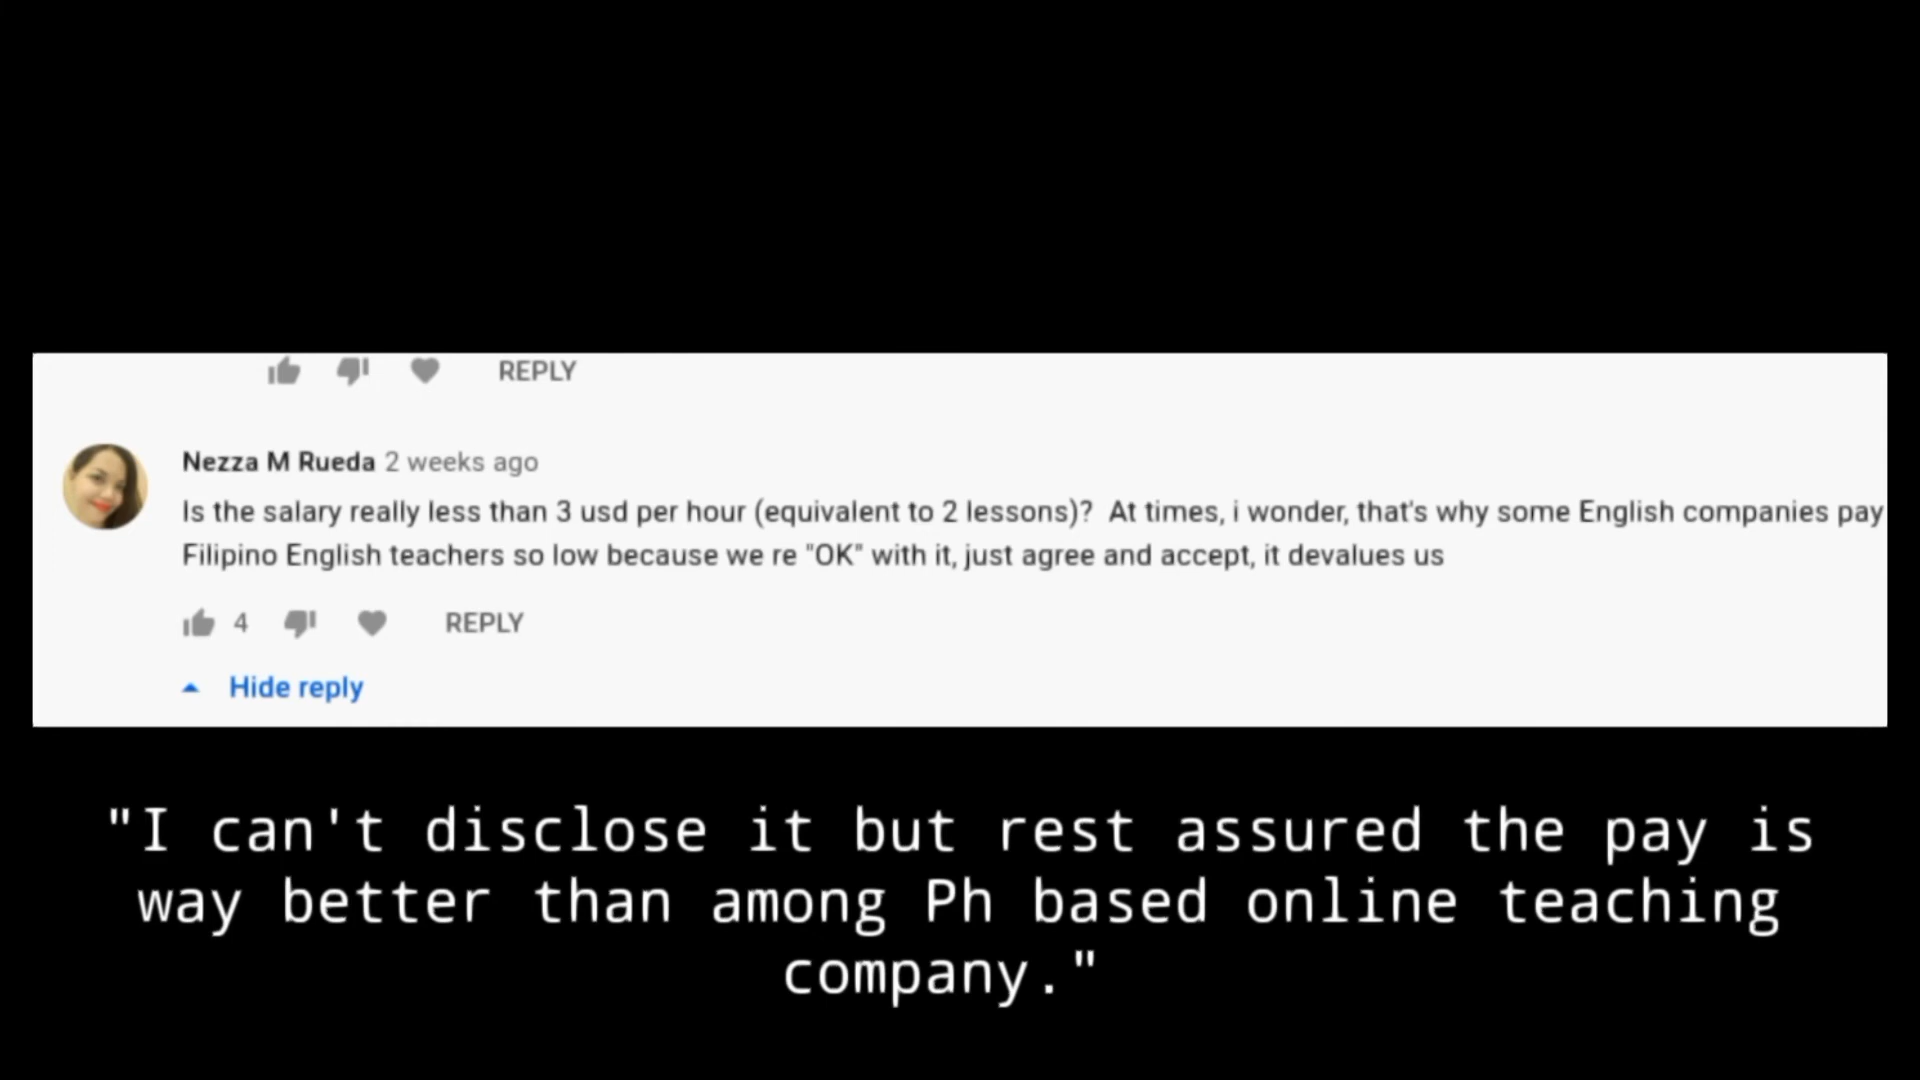 REPLY
Nezza M Rueda 2 weeks ago
Is the salary really less than 3 usd per hour (equivalent to 2 lessons)?  At times, i wonder, that's why some English companies pay
Filipino English teachers so low because we re "OK" with it, just agree and accept, it devalues us
4 REPLY
Hide reply
"I can't disclose it but rest assured the pay is
way better than among Ph based online teaching
company."